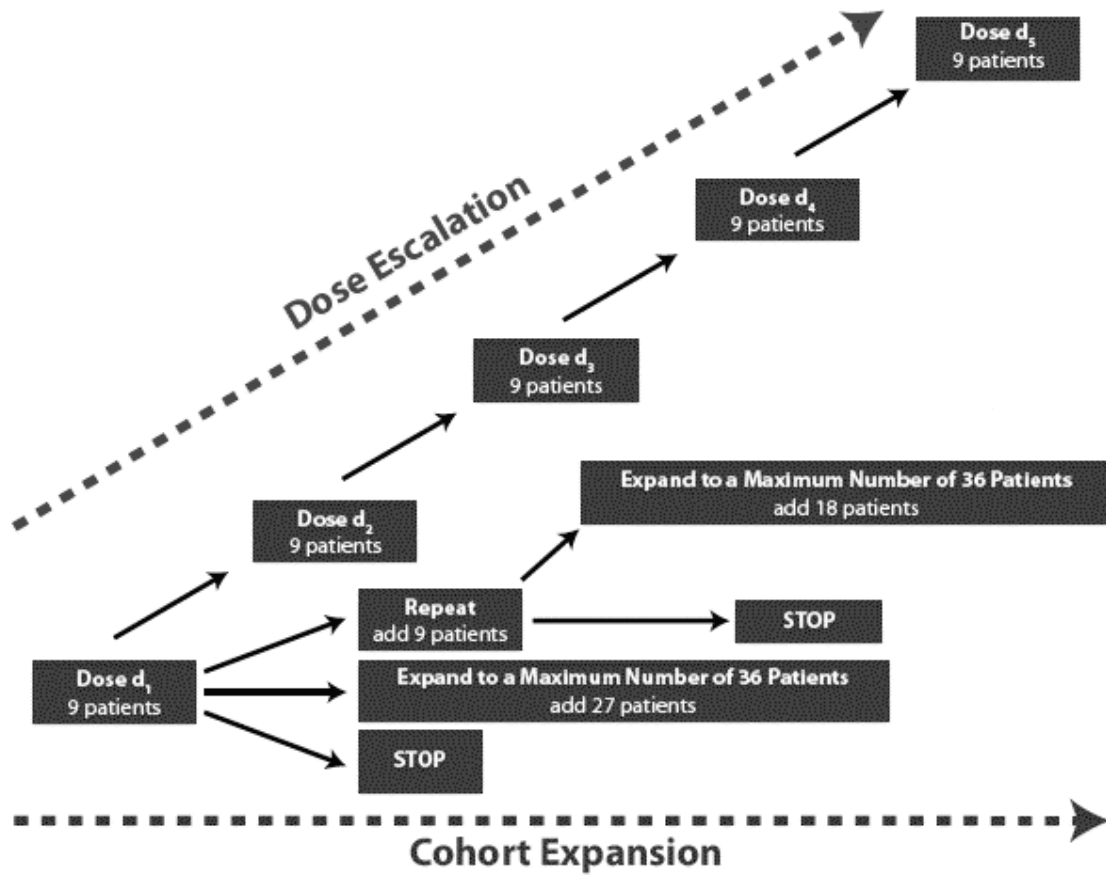 Dose d₅
9 patients
Dose Escalation
Dose d₄
9 patients
Dose d₃
9 patients
Expand to a Maximum Number of 36 Patients
add 18 patients
Dose d₂
9 patients
Repeat
add 9 patients
STOP
Dose d₁
9 patients
Expand to a Maximum Number of 36 Patients
add 27 patients
STOP
Cohort Expansion